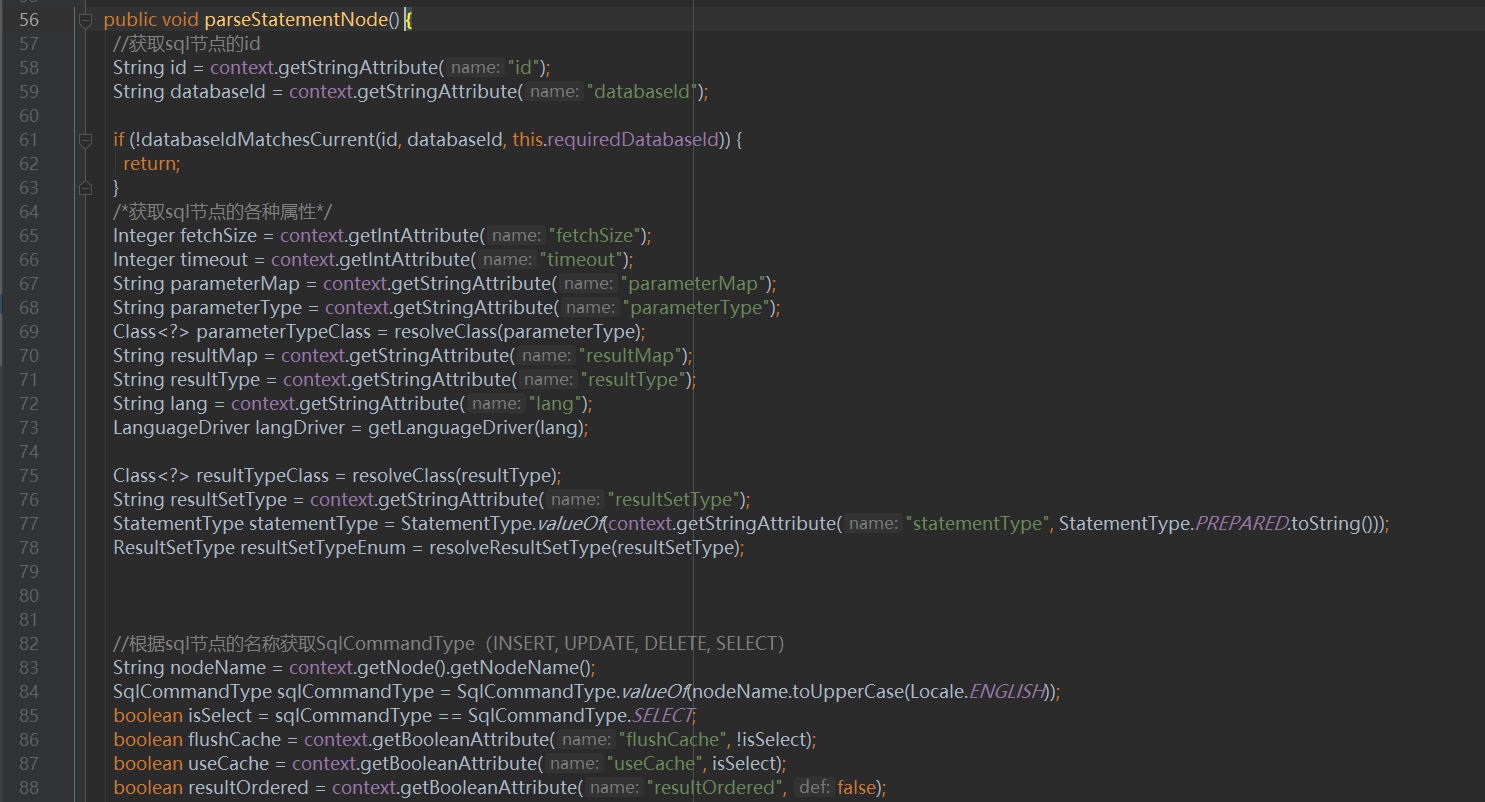 56 public void parseStatementNode() {
57 //获取sql节点的id
58 String id = context.getStringAttribute( name: "id");
59 String databaseId = context.getStringAttribute( name: "databaseId");
60
61 if (!databaseIdMatchesCurrent(id, databaseId, this.requiredDatabaseId)) {
62 return;
63 }
64 /*获取sql节点的各种属性*/
65 Integer fetchSize = context.getIntAttribute( name: "fetchSize");
66 Integer timeout = context.getIntAttribute( name: "timeout");
67 String parameterMap = context.getStringAttribute( name: "parameterMap");
68 String parameterType = context.getStringAttribute( name: "parameterType");
69 Class<?> parameterTypeClass = resolveClass(parameterType);
70 String resultMap = context.getStringAttribute( name: "resultMap");
71 String resultType = context.getStringAttribute( name: "resultType");
72 String lang = context.getStringAttribute( name: "lang");
73 LanguageDriver langDriver = getLanguageDriver(lang);
74
75 Class<?> resultTypeClass = resolveClass(resultType);
76 String resultSetType = context.getStringAttribute( name: "resultSetType");
77 StatementType statementType = StatementType.valueOf(context.getStringAttribute( name: "statementType", StatementType.PREPARED.toString()));
78 ResultSetType resultSetTypeEnum = resolveResultSetType(resultSetType);
79
80
81
82 //根据sql节点的名称获取SqlCommandType（INSERT, UPDATE, DELETE, SELECT）
83 String nodeName = context.getNode().getNodeName();
84 SqlCommandType sqlCommandType = SqlCommandType.valueOf(nodeName.toUpperCase(Locale.ENGLISH));
85 boolean isSelect = sqlCommandType == SqlCommandType.SELECT;
86 boolean flushCache = context.getBooleanAttribute( name: "flushCache", !isSelect);
87 boolean useCache = context.getBooleanAttribute( name: "useCache", isSelect);
88 boolean resultOrdered = context.getBooleanAttribute( name: "resultOrdered", def: false);